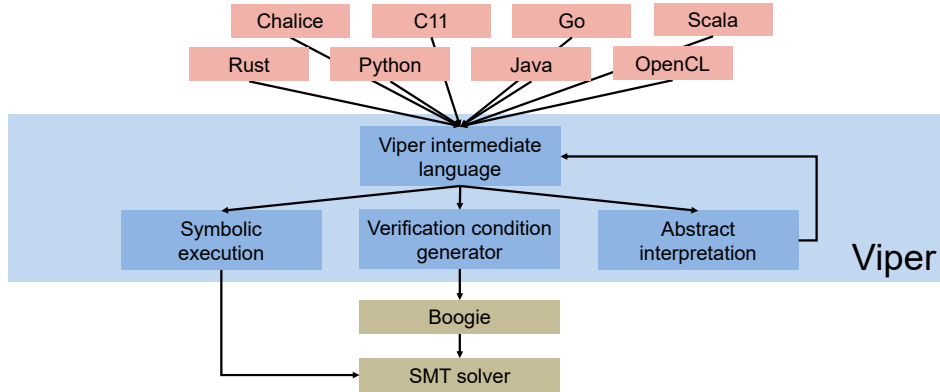 Chalice
C11
Go
Scala
Rust
Python
Java
OpenCL
Viper intermediate
language
Symbolic
execution
Verification condition
generator
Abstract
interpretation
Viper
Boogie
SMT solver